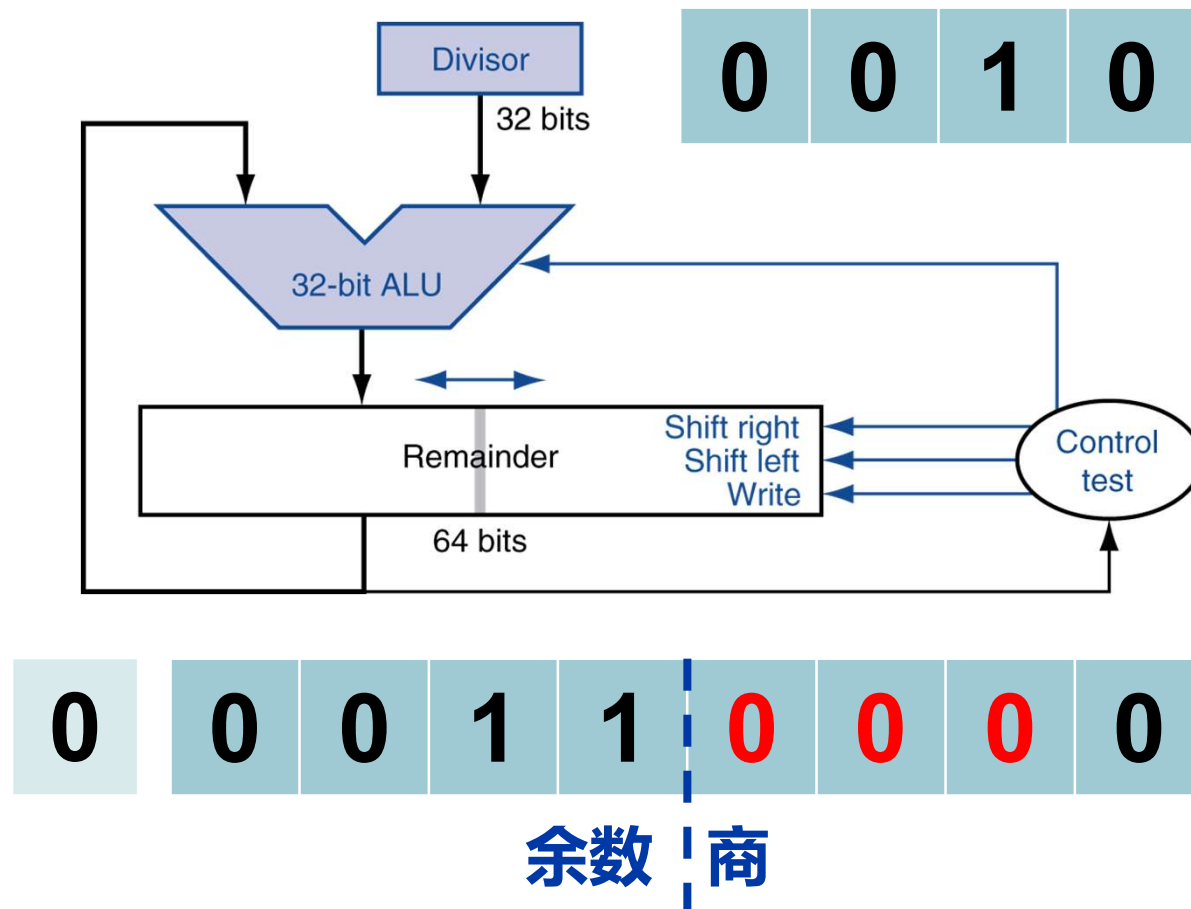 Divisor
0 0 1 0
32 bits
32-bit ALU
Remainder
Shift right
Shift left
Write
Control
test
64 bits
0 0 0 1 1 0 0 0 0
余数 商